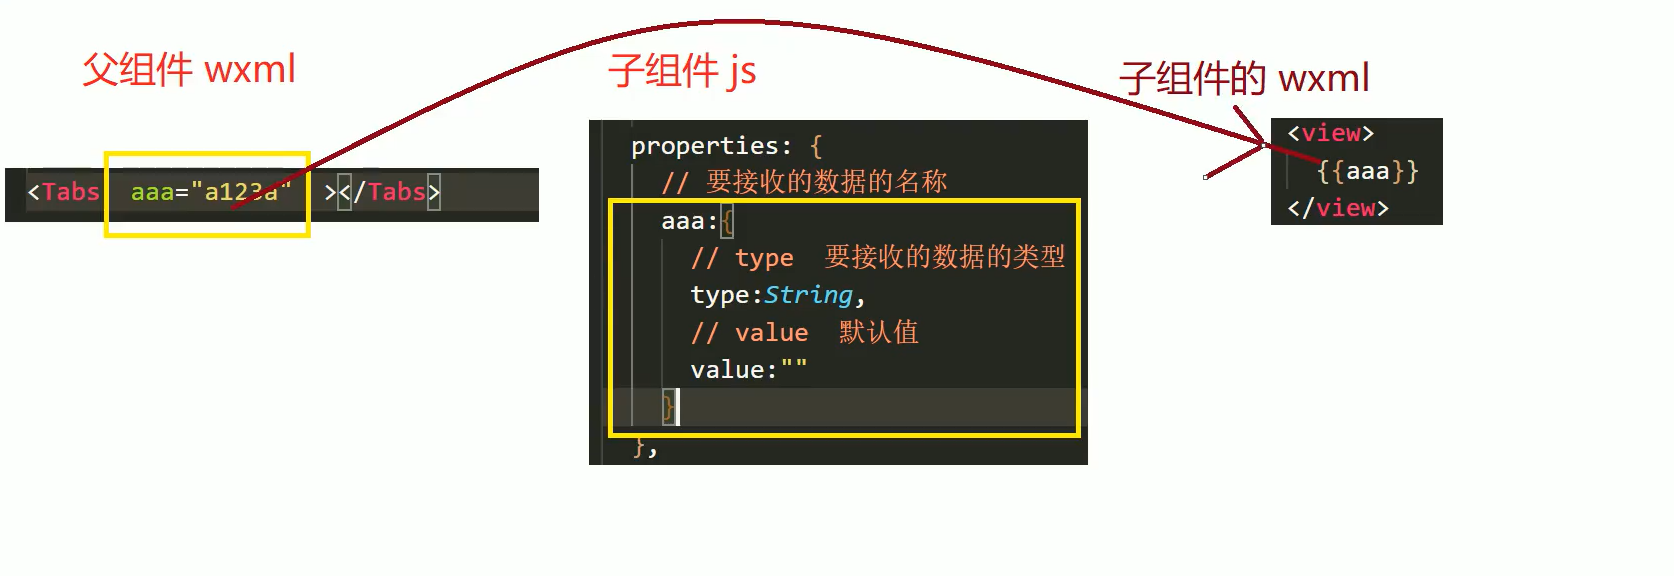 父组件 wxml
<Tabs aaa="a123a" ></Tabs>
子组件 js
properties: {
// 要接收的数据的名称
aaa:{
// type 要接收的数据的类型
type:String,
// value 默认值
value:""
}
},
子组件的 wxml
<view>
{{aaa}}
</view>